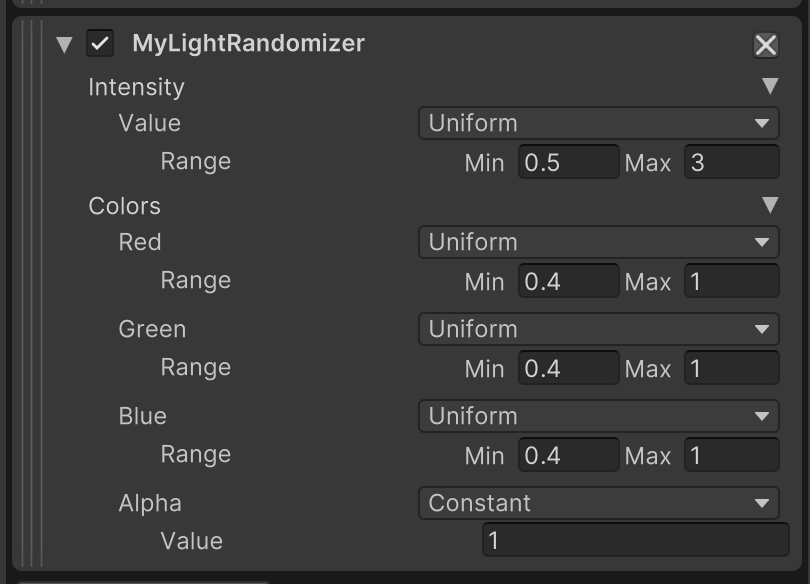 MyLightRandomizer
Intensity
Value Uniform
Range Min 0.5 Max 3
Colors
Red Uniform
Range Min 0.4 Max 1
Green Uniform
Range Min 0.4 Max 1
Blue Uniform
Range Min 0.4 Max 1
Alpha Constant
Value 1